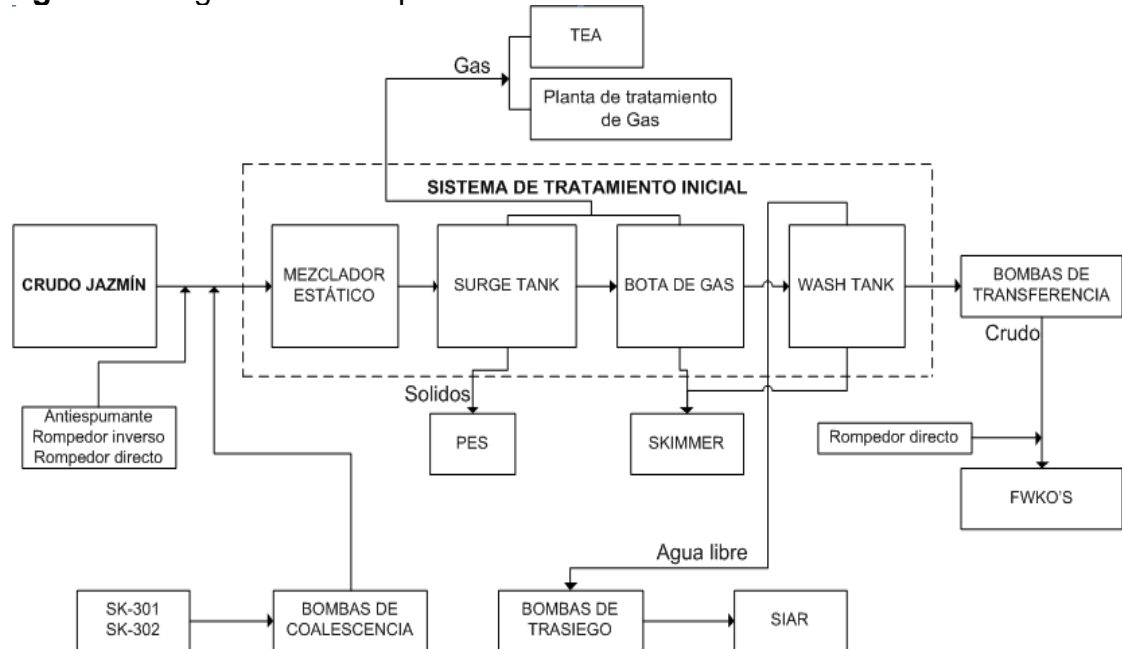 TEA
Gas
Planta de tratamiento
de Gas
SISTEMA DE TRATAMIENTO INICIAL
CRUDO JAZMÍN
MEZCLADOR
ESTÁTICO
SURGE TANK
BOTA DE GAS
WASH TANK
BOMBAS DE
TRANSFERENCIA
Crudo
Solidos
Antiespumante
Rompedor inverso
Rompedor directo
PES
SKIMMER
Rompedor directo
FWKO'S
Agua libre
SK-301
SK-302
BOMBAS DE
COALESCENCIA
BOMBAS DE
TRASIEGO
SIAR